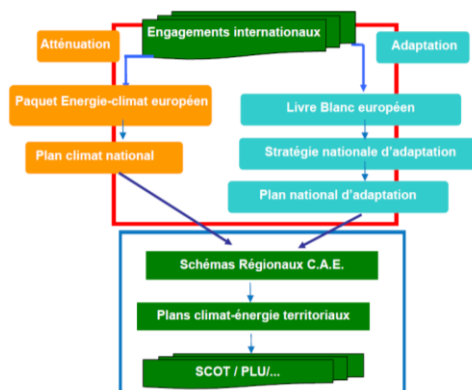 Atténuation
Engagements internationaux
Adaptation
Paquet Energie-climat européen
Livre Blanc européen
Plan climat national
Stratégie nationale d'adaptation
Plan national d'adaptation
Schémas Régionaux C.A.E.
Plans climat-énergie territoriaux
SCOT / PLU/...